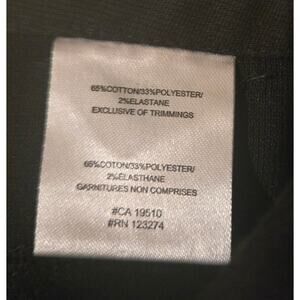 65%COTTON/33%POLYESTER/
2%ELASTANE
EXCLUSIVE OF TRIMMINGS
65%COTON/33%POLYESTER/
2%ELASTHANE
GARNITURES NON COMPRISES
#CA 19510
#RN 123274